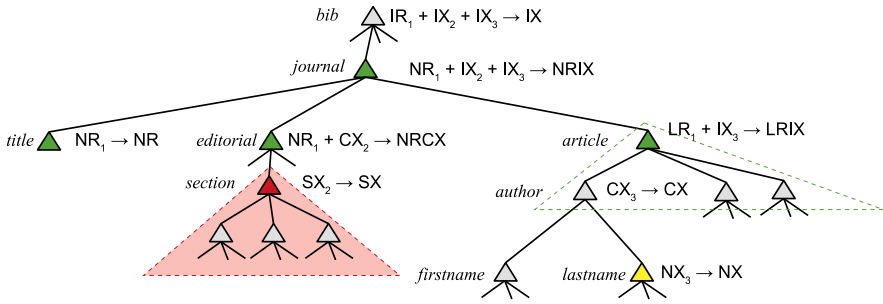 bib IR₁ + IX₂ + IX₃ → IX
journal NR₁ + IX₂ + IX₃ → NRIX
title NR₁ → NR
editorial NR₁ + CX₂ → NRCX
article LR₁ + IX₃ → LRIX
section SX₂ → SX
author CX₃ → CX
firstname
lastname NX₃ → NX